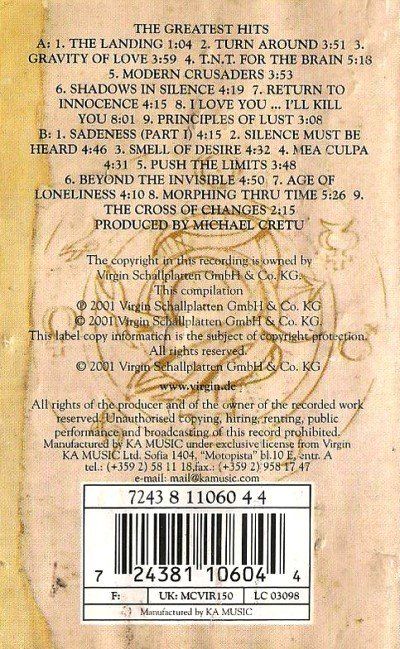 THE GREATEST HITS
A: 1. THE LANDING 1:04 2. TURN AROUND 3:51 3.
GRAVITY OF LOVE 3:59 4. T.N.T. FOR THE BRAIN 5:18
5. MODERN CRUSADERS 3:53
6. SHADOWS IN SILENCE 4:19 7. RETURN TO
INNOCENCE 4:15 8. I LOVE YOU ... I'LL KILL
YOU 8:01 9. PRINCIPLES OF LUST 3:08
B: 1. SADENESS (PART I) 4:15 2. SILENCE MUST BE
HEARD 4:46 3. SMELL OF DESIRE 4:32 4. MEA CULPA
4:31 5. PUSH THE LIMITS 3:48
6. BEYOND THE INVISIBLE 4:50 7. AGE OF
LONELINESS 4:10 8. MORPHING THRU TIME 5:26 9.
THE CROSS OF CHANGES 2:15
PRODUCED BY MICHAEL CRETU
The copyright in this recording is owned by
Virgin Schallplatten GmbH & Co. KG.
This compilation
℗ 2001 Virgin Schallplatten GmbH & Co. KG
© 2001 Virgin Schallplatten GmbH & Co. KG.
This label copy information is the subject of copyright protection.
All rights reserved.
© 2001 Virgin Schallplatten GmbH & Co. KG
www.virgin.de
All rights of the producer and of the owner of the recorded work
reserved. Unauthorised copying, hiring, renting, public
performance and broadcasting of this record prohibited.
Manufactured by KA MUSIC under exclusive license from Virgin
KA MUSIC Ltd. Sofia 1404, "Motopista" bl.10 E, entr. A
tel.: (+359 2) 58 11 18,fax.: (+359 2) 958 17 47
e-mail: mail@kamusic.com
7243 8 11060 4 4
7 24381 10604 4
F: UK: MCVIR150 LC 03098
Manufactured by KA MUSIC